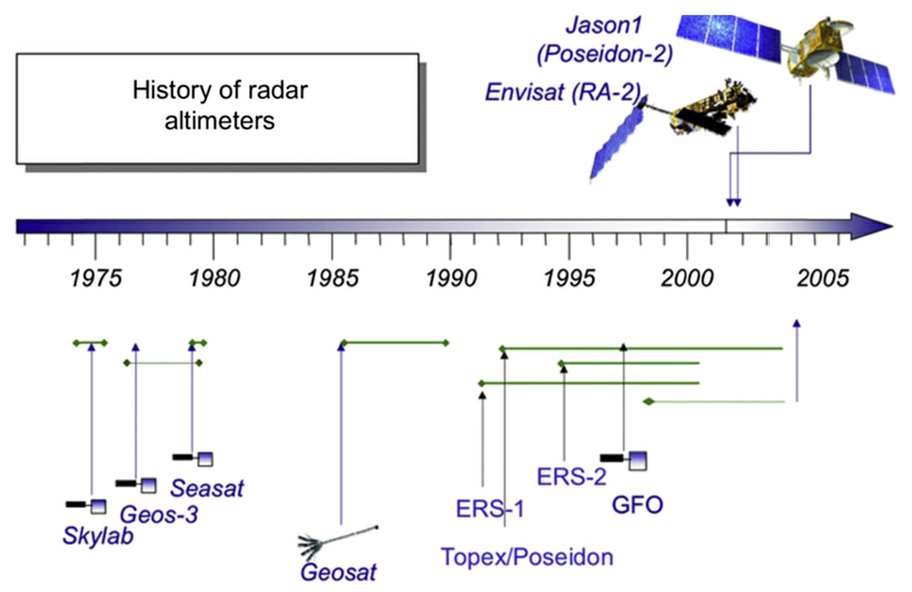 History of radar
altimeters
Jason1
(Poseidon-2)
Envisat (RA-2)
1975 1980 1985 1990 1995 2000 2005
Skylab
Geos-3
Seasat
Geosat
ERS-1
Topex/Poseidon
ERS-2
GFO